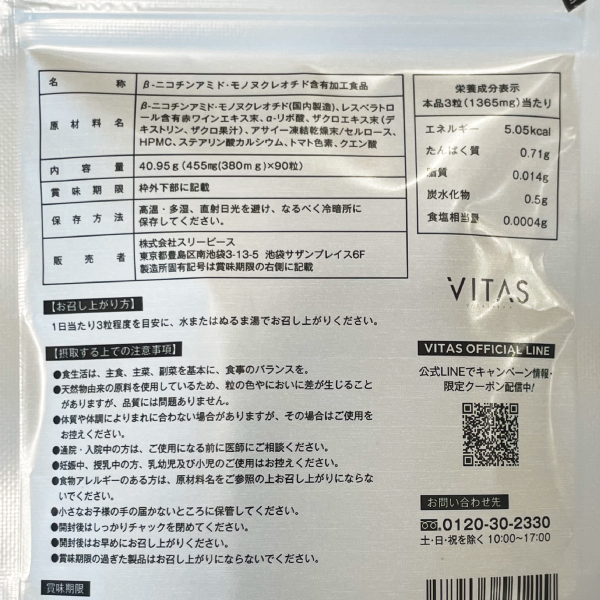 名称 β-ニコチンアミド・モノヌクレオチド含有加工食品
原材料名 β-ニコチンアミド・モノヌクレオチド(国内製造)、レスベラトロ
ール含有赤ワインエキス末、α-リポ酸、ザクロエキス末(デ
キストリン、ザクロ果汁)、アサイー凍結乾燥末/セルロース、
HPMC、ステアリン酸カルシウム、トマト色素、クエン酸
内容量 40.95g(455mg(380mg)×90粒)
賞味期限 枠外下部に記載
保存方法 高温・多湿、直射日光を避け、なるべく冷暗所に
保存してください。
販売者 株式会社スリーピース
東京都豊島区南池袋3-13-5 池袋サザンプレイス6F
製造所固有記号は賞味期限の右側に記載
栄養成分表示
本品3粒(1365mg)当たり
エネルギー 5.05kcal
たんぱく質 0.71g
脂質 0.014g
炭水化物 0.5g
食塩相当量 0.0004g
VITAS
【お召し上がり方】
1日当たり3粒程度を目安に、水またはぬるま湯でお召し上がりください。
【摂取する上での注意事項】
●食生活は、主食、主菜、副菜を基本に、食事のバランスを。
●天然物由来の原料を使用しているため、粒の色やにおいに差が生じること
がありますが、品質には問題ありません。
●体質や体調によりまれに合わない場合がありますが、その場合はご使用を
お控えください。
●通院・入院中の方は、ご使用になる前に医師にご相談ください。
●妊娠中、授乳中の方、乳幼児及び小児のご使用はお控えください。
●食物アレルギーのある方は、原材料名をご参照の上お召し上がりにならな
いでください。
●小さなお子様の手の届かないところに保管してください。
●開封後はしっかりチャックを閉めてください。
●開封後はお早めにお召し上がりください。
●賞味期限の過ぎた製品はお召し上がりにならないでください。
賞味期限
VITAS OFFICIAL LINE
公式LINEでキャンペーン情報・
限定クーポン配信中!
お問い合わせ先
0120-30-2330
土・日・祝を除く 10:00~17:00